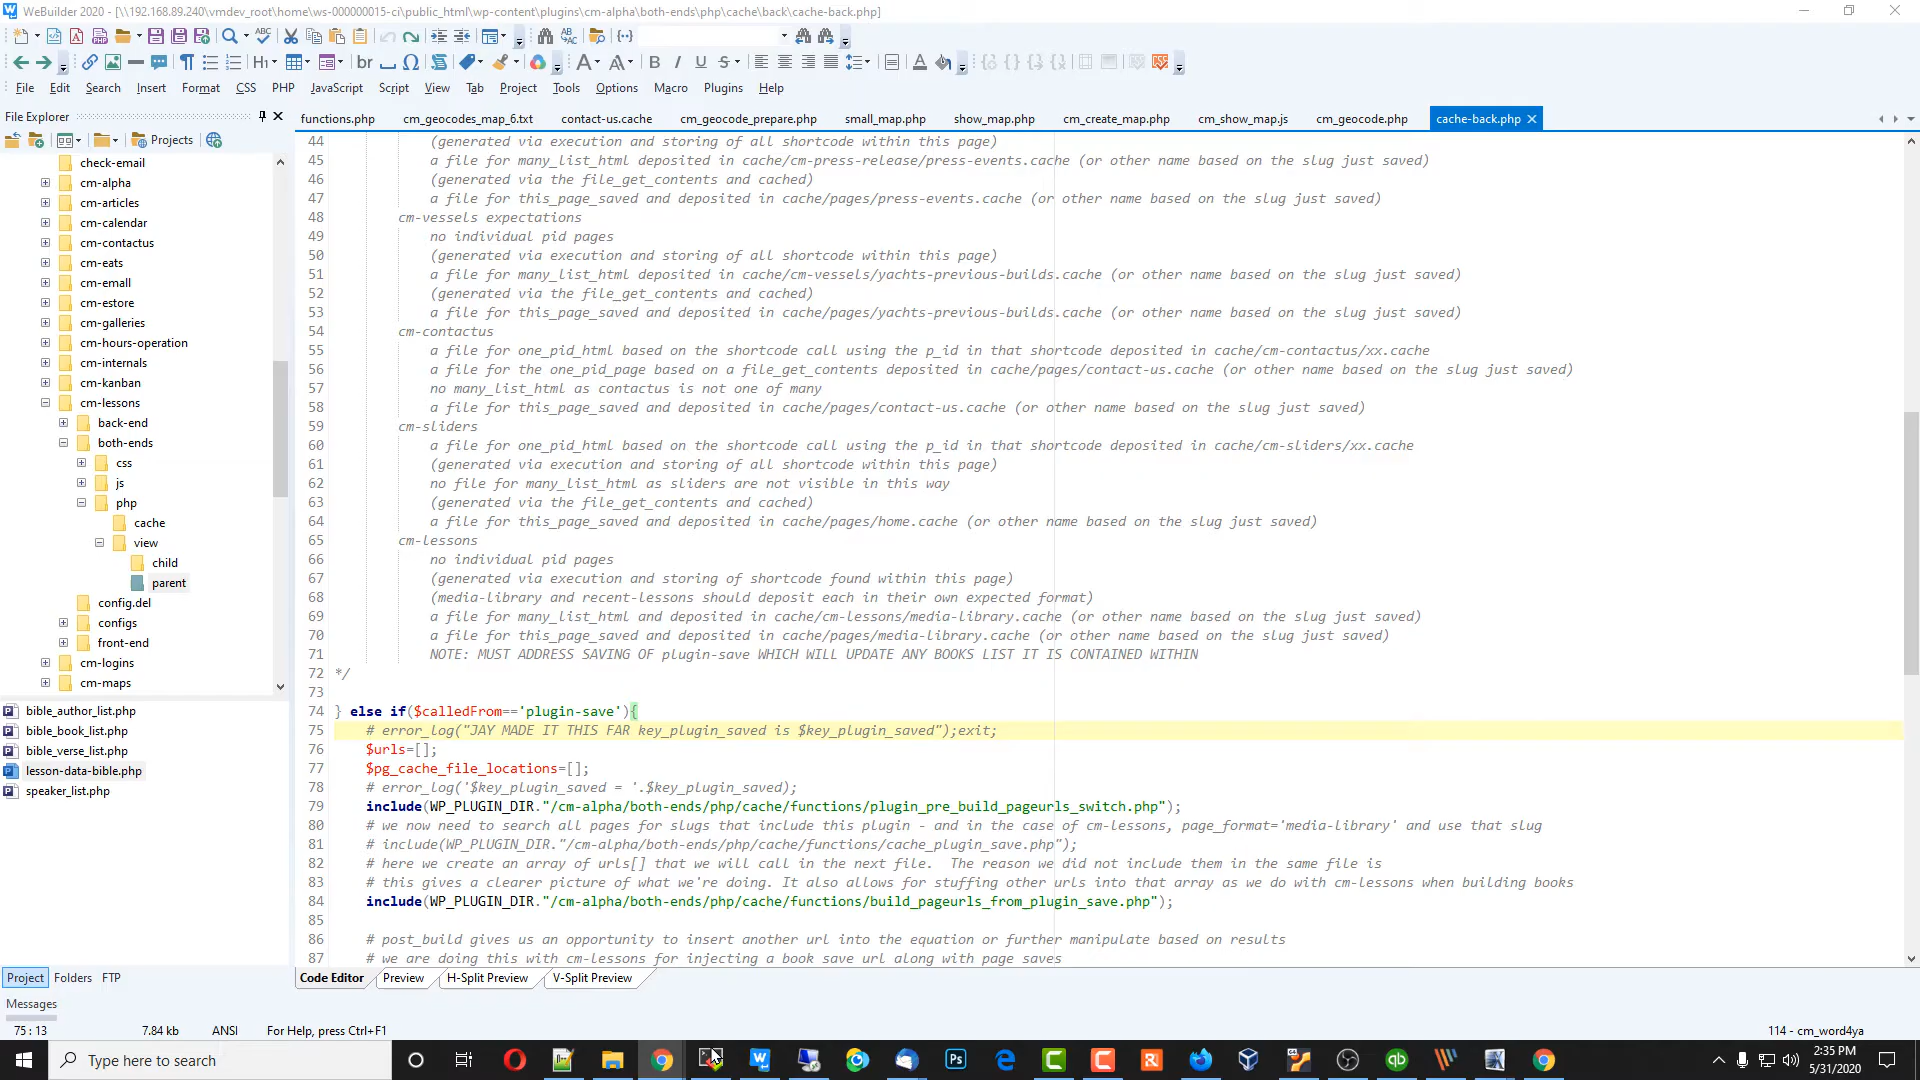 WeBuilder 2020 - [\\192.168.89.240\vmdev_root\home\ws-000000015-ci\public_html\wp-content\plugins\cm-alpha\both-ends\php\cache\back\cache-back.php]
File Edit Search Insert Format CSS PHP JavaScript Script View Tab Project Tools Options Macro Plugins Help
File Explorer
Projects
functions.php cm_geocodes_map_6.txt contact-us.cache cm_geocode_prepare.php small_map.php show_map.php cm_create_map.php cm_show_map.js cm_geocode.php cache-back.php
check-email
cm-alpha
cm-articles
cm-calendar
cm-contactus
cm-eats
cm-emall
cm-estore
cm-galleries
cm-hours-operation
cm-internals
cm-kanban
cm-lessons
back-end
both-ends
css
js
php
cache
view
child
parent
config.del
configs
front-end
cm-logins
cm-maps
bible_author_list.php
bible_book_list.php
bible_verse_list.php
lesson-data-bible.php
speaker_list.php
44 (generated via execution and storing of all shortcode within this page)
45 a file for many_list_html deposited in cache/cm-press-release/press-events.cache (or other name based on the slug just saved)
46 (generated via the file_get_contents and cached)
47 a file for this_page_saved and deposited in cache/pages/press-events.cache (or other name based on the slug just saved)
48 cm-vessels expectations
49 no individual pid pages
50 (generated via execution and storing of all shortcode within this page)
51 a file for many_list_html deposited in cache/cm-vessels/yachts-previous-builds.cache (or other name based on the slug just saved)
52 (generated via the file_get_contents and cached)
53 a file for this_page_saved and deposited in cache/pages/yachts-previous-builds.cache (or other name based on the slug just saved)
54 cm-contactus
55 a file for one_pid_html based on the shortcode call using the p_id in that shortcode deposited in cache/cm-contactus/xx.cache
56 a file for the one_pid_page based on a file_get_contents deposited in cache/pages/contact-us.cache (or other name based on the slug just saved)
57 no many_list_html as contactus is not one of many
58 a file for this_page_saved and deposited in cache/pages/contact-us.cache (or other name based on the slug just saved)
59 cm-sliders
60 a file for one_pid_html based on the shortcode call using the p_id in that shortcode deposited in cache/cm-sliders/xx.cache
61 (generated via execution and storing of all shortcode within this page)
62 no file for many_list_html as sliders are not visible in this way
63 (generated via the file_get_contents and cached)
64 a file for this_page_saved and deposited in cache/pages/home.cache (or other name based on the slug just saved)
65 cm-lessons
66 no individual pid pages
67 (generated via execution and storing of shortcode found within this page)
68 (media-library and recent-lessons should deposit each in their own expected format)
69 a file for many_list_html and deposited in cache/cm-lessons/media-library.cache (or other name based on the slug just saved)
70 a file for this_page_saved and deposited in cache/pages/media-library.cache (or other name based on the slug just saved)
71 NOTE: MUST ADDRESS SAVING OF plugin-save WHICH WILL UPDATE ANY BOOKS LIST IT IS CONTAINED WITHIN
72 */
73
74 } else if($calledFrom=='plugin-save'){
75 # error_log("JAY MADE IT THIS FAR key_plugin_saved is $key_plugin_saved");exit;
76 $urls=[];
77 $pg_cache_file_locations=[];
78 # error_log('$key_plugin_saved = '.$key_plugin_saved);
79 include(WP_PLUGIN_DIR."/cm-alpha/both-ends/php/cache/functions/plugin_pre_build_pageurls_switch.php");
80 # we now need to search all pages for slugs that include this plugin - and in the case of cm-lessons, page_format='media-library' and use that slug
81 # include(WP_PLUGIN_DIR."/cm-alpha/both-ends/php/cache/functions/cache_plugin_save.php");
82 # here we create an array of urls[] that we will call in the next file. The reason we did not include them in the same file is
83 # this gives a clearer picture of what we're doing. It also allows for stuffing other urls into that array as we do with cm-lessons when building books
84 include(WP_PLUGIN_DIR."/cm-alpha/both-ends/php/cache/functions/build_pageurls_from_plugin_save.php");
85
86 # post_build gives us an opportunity to insert another url into the equation or further manipulate based on results
87 # we are doing this with cm-lessons for injecting a book save url along with page saves
Project Folders FTP
Code Editor Preview H-Split Preview V-Split Preview
Messages
75 : 13 7.84 kb ANSI For Help, press Ctrl+F1 114 - cm_word4ya
Type here to search
2:35 PM
5/31/2020